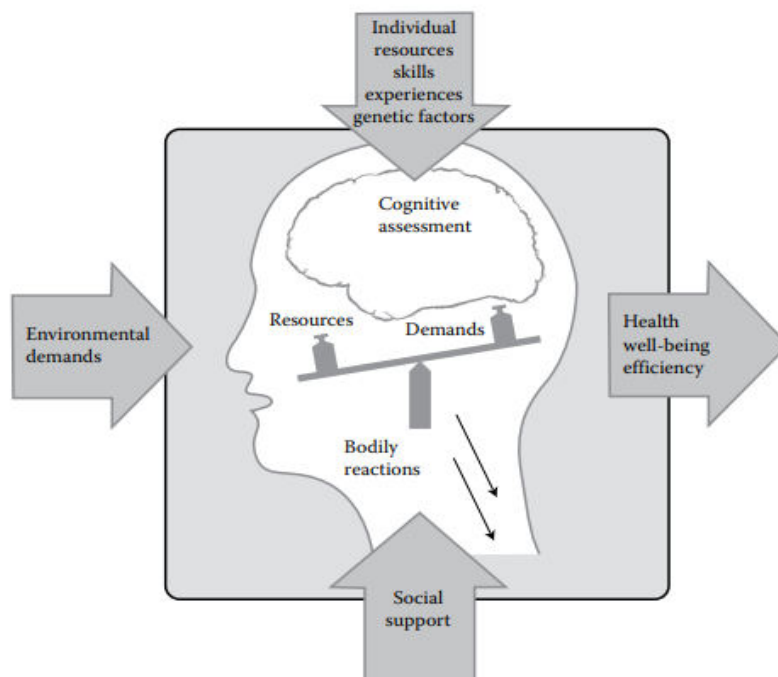 Individual
resources
skills
experiences
genetic factors
Cognitive
assessment
Resources
Demands
Environmental
demands
Health
well-being
efficiency
Bodily
reactions
Social
support